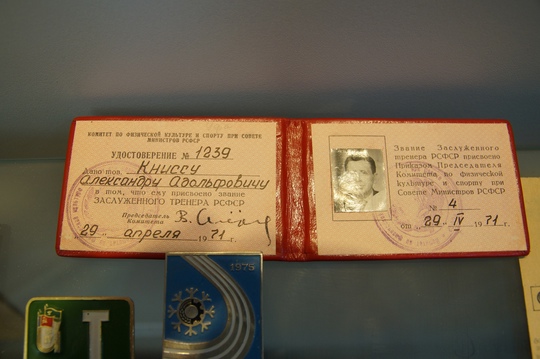 КОМИТЕТ ПО ФИЗИЧЕСКОЙ КУЛЬТУРЕ И СПОРТУ ПРИ СОВЕТЕ
МИНИСТРОВ РСФСР
УДОСТОВЕРЕНИЕ № 1239
Дано тов. Книссу
Александру Адольфовичу
в том, что ему присвоено звание
ЗАСЛУЖЕННОГО ТРЕНЕРА РСФСР
Председатель
Комитета
29 апреля 1971 г.
Звание Заслуженного
тренера РСФСР присвоено
Приказом Председателя
Комитета по физической
культуре и спорту при
Совете Министров РСФСР
№ 4
от 29 IV 1971 г.
1975
I